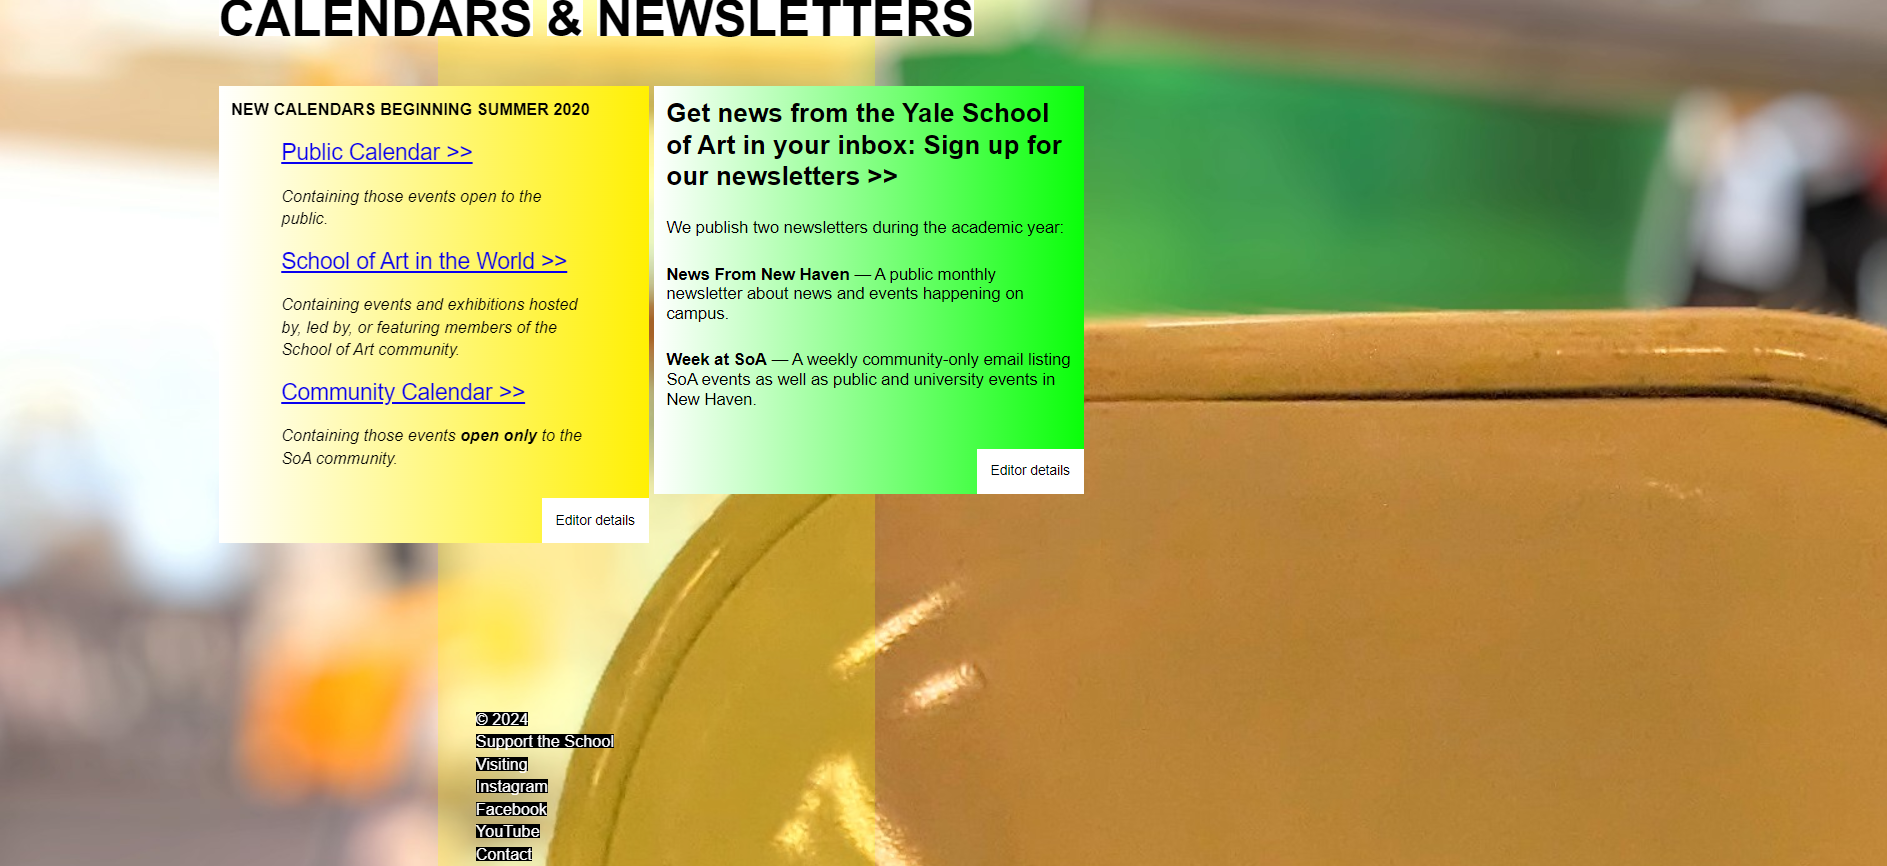 CALENDARS & NEWSLETTERS
NEW CALENDARS BEGINNING SUMMER 2020
Public Calendar >>
Containing those events open to the
public.
School of Art in the World >>
Containing events and exhibitions hosted
by, led by, or featuring members of the
School of Art community.
Community Calendar >>
Containing those events open only to the
SoA community.
Editor details
Get news from the Yale School
of Art in your inbox: Sign up for
our newsletters >>
We publish two newsletters during the academic year:
News From New Haven — A public monthly
newsletter about news and events happening on
campus.
Week at SoA — A weekly community-only email listing
SoA events as well as public and university events in
New Haven.
Editor details
© 2024
Support the School
Visiting
Instagram
Facebook
YouTube
Contact